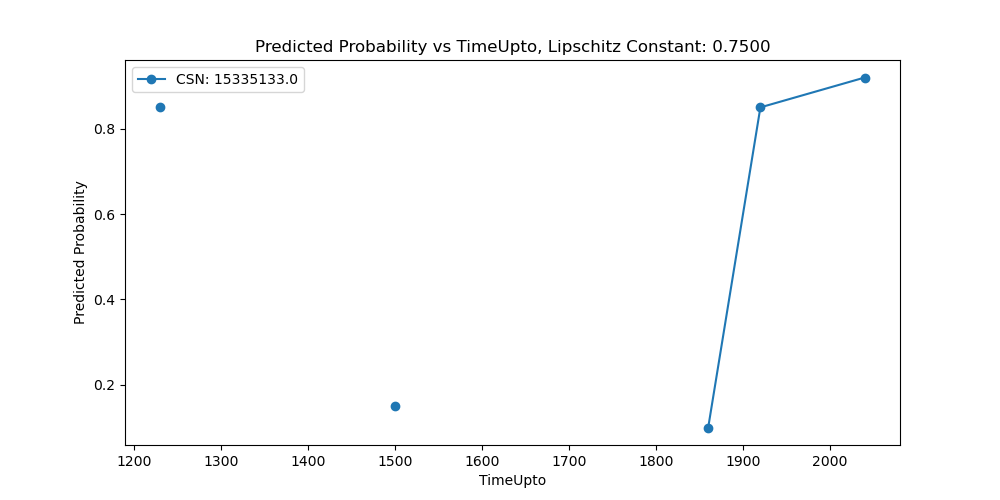 Predicted Probability vs TimeUpto, Lipschitz Constant: 0.7500
CSN: 15335133.0
Predicted Probability
0.8
0.6
0.4
0.2
1200 1300 1400 1500 1600 1700 1800 1900 2000
TimeUpto